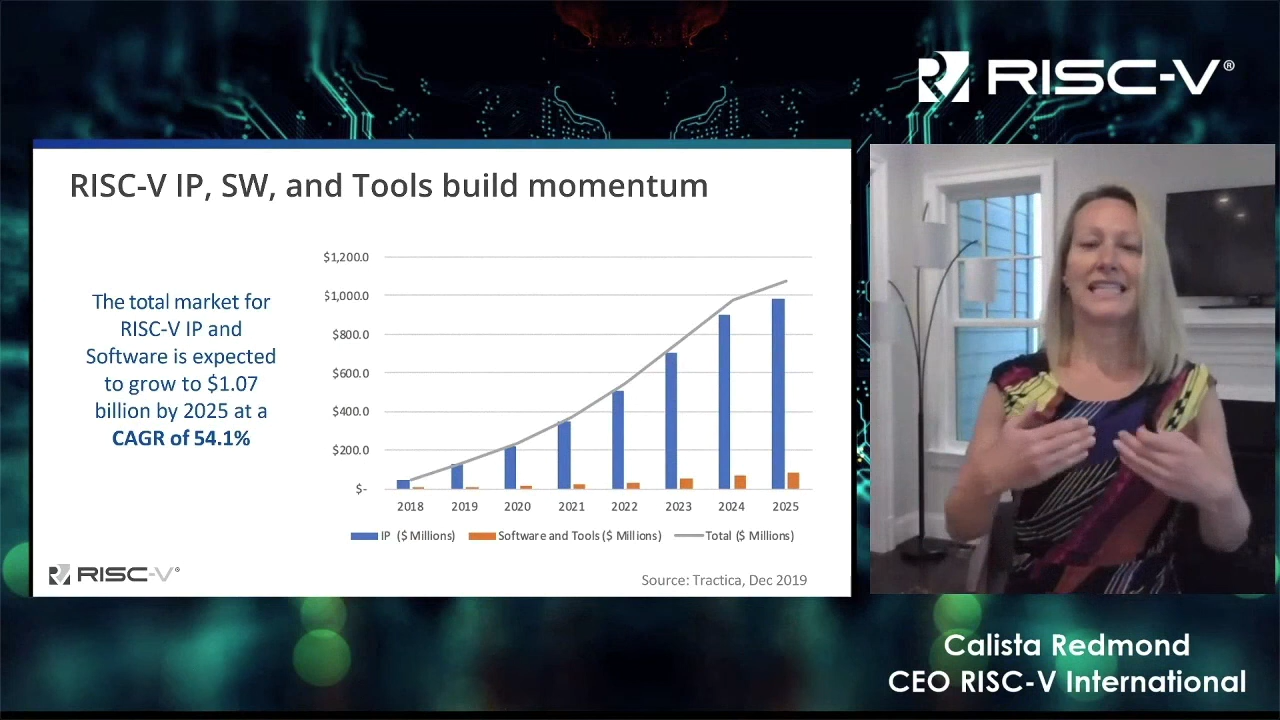 RISC-V®
RISC-V IP, SW, and Tools build momentum
The total market for
RISC-V IP and
Software is expected
to grow to $1.07
billion by 2025 at a
CAGR of 54.1%
$1,200.0
$1,000.0
$800.0
$600.0
$400.0
$200.0
$-
2018 2019 2020 2021 2022 2023 2024 2025
IP ($ Millions) Software and Tools ($ Millions) Total ($ Millions)
RISC-V®
Source: Tractica, Dec 2019
Calista Redmond
CEO RISC-V International